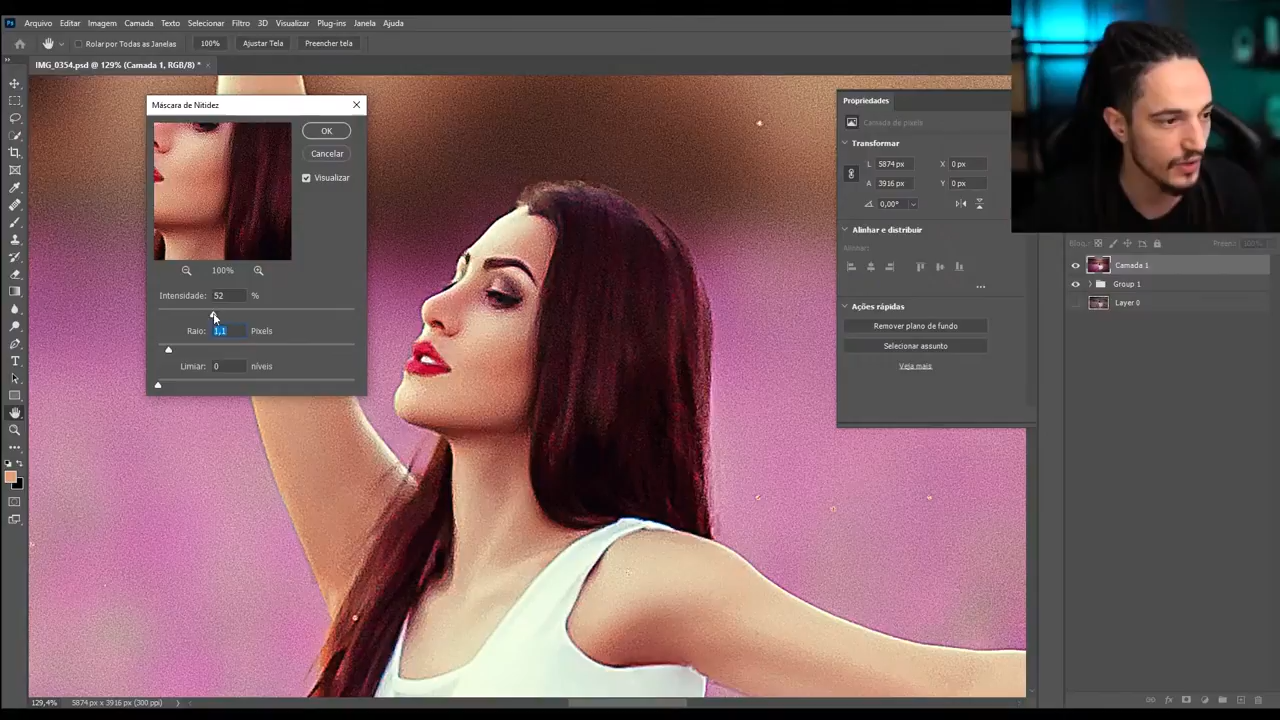 Ps Arquivo Editar Imagem Camada Texto Selecionar Filtro 3D Visualizar Plug-ins Janela Ajuda
Rolar por Todas as Janelas 100% Ajustar Tela Preencher tela
IMG_0354.psd @ 129% (Camada 1, RGB/8) * ×
Máscara de Nitidez
OK
Cancelar
Visualizar
100%
Intensidade: 52 %
Raio: 1,1 Pixels
Limiar: 0 níveis
Propriedades
Camada de pixels
Transformar
L 5874 px X 0 px
A 3916 px Y 0 px
0,00°
Alinhar e distribuir
Alinhar:
Ações rápidas
Remover plano de fundo
Selecionar assunto
Veja mais
Bloq.: 100%
Camada 1
Group 1
Layer 0
129,4% 5874 px x 3916 px (300 ppi)